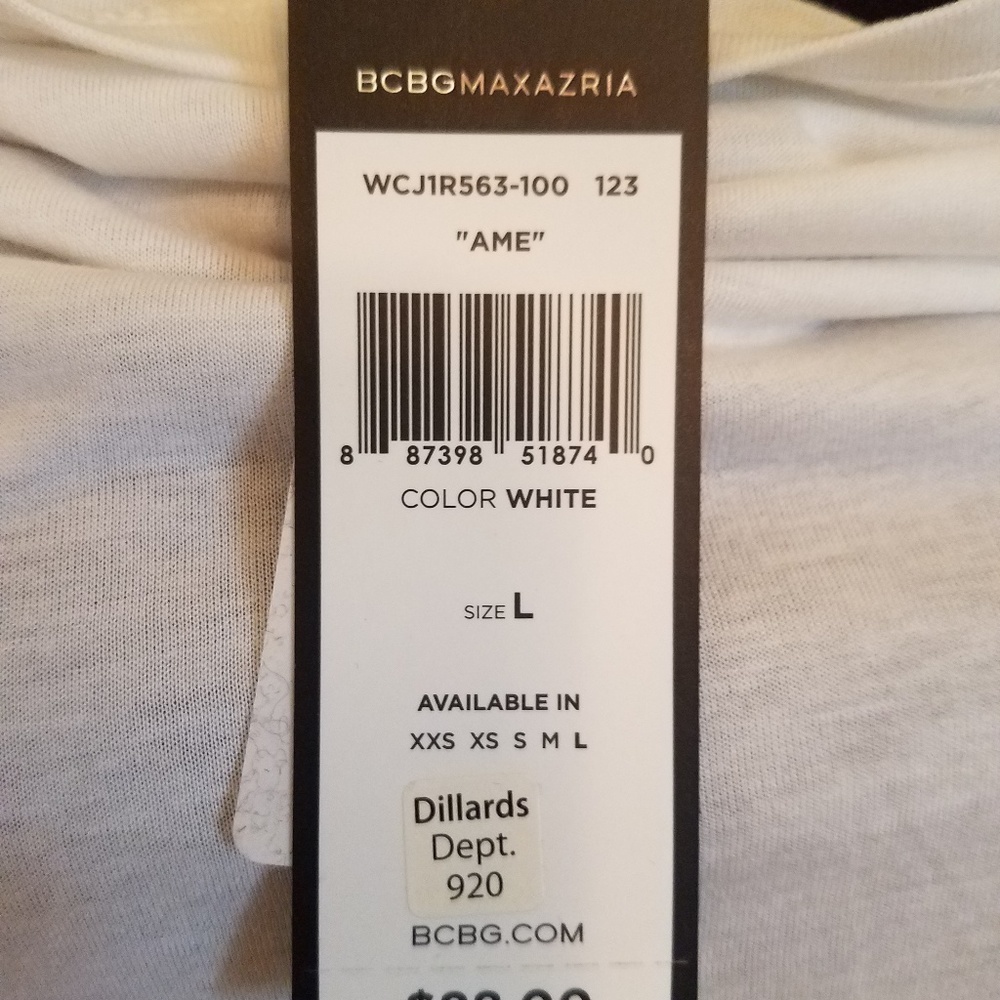 BCBGMAXAZRIA
WCJ1R563-100 123
"AME"
8 87398 51874 0
COLOR WHITE
SIZE L
AVAILABLE IN
XXS XS S M L
Dillards
Dept.
920
BCBG.COM